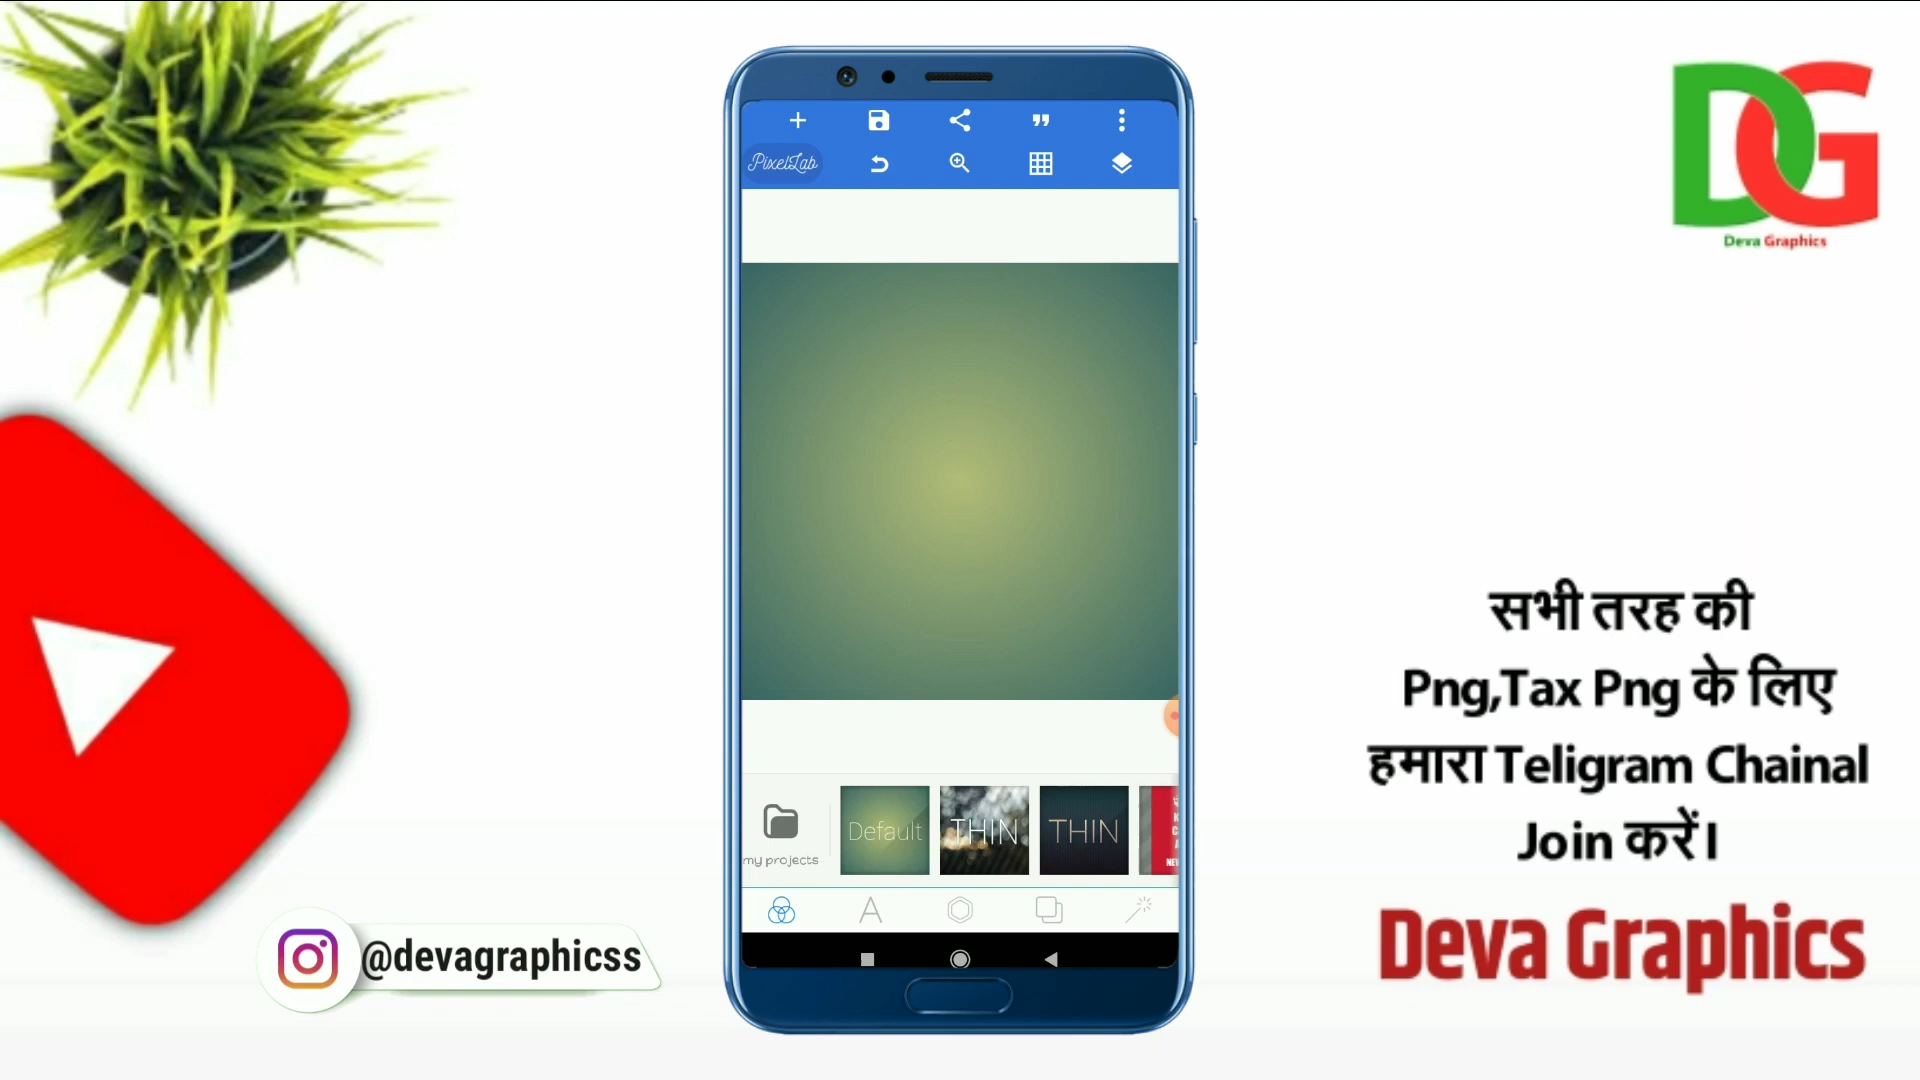 Deva Graphics
PixelLab
my projects
Default
THIN
THIN
सभी तरह की
Png,Tax Png के लिए
हमारा Teligram Chainal
Join करें।
Deva Graphics
@devagraphicss